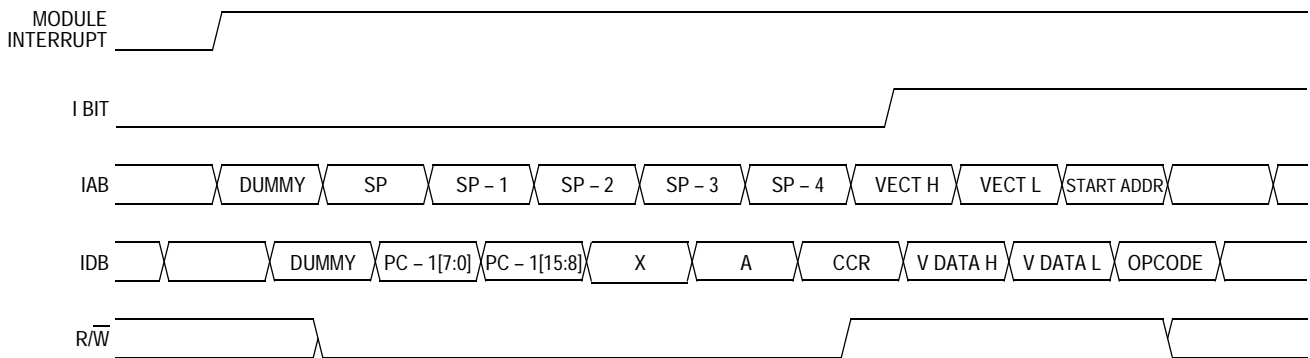 MODULE
INTERRUPT
I BIT
IAB DUMMY SP SP – 1 SP – 2 SP – 3 SP – 4 VECT H VECT L START ADDR
IDB DUMMY PC – 1[7:0] PC – 1[15:8] X A CCR V DATA H V DATA L OPCODE
R/W̅